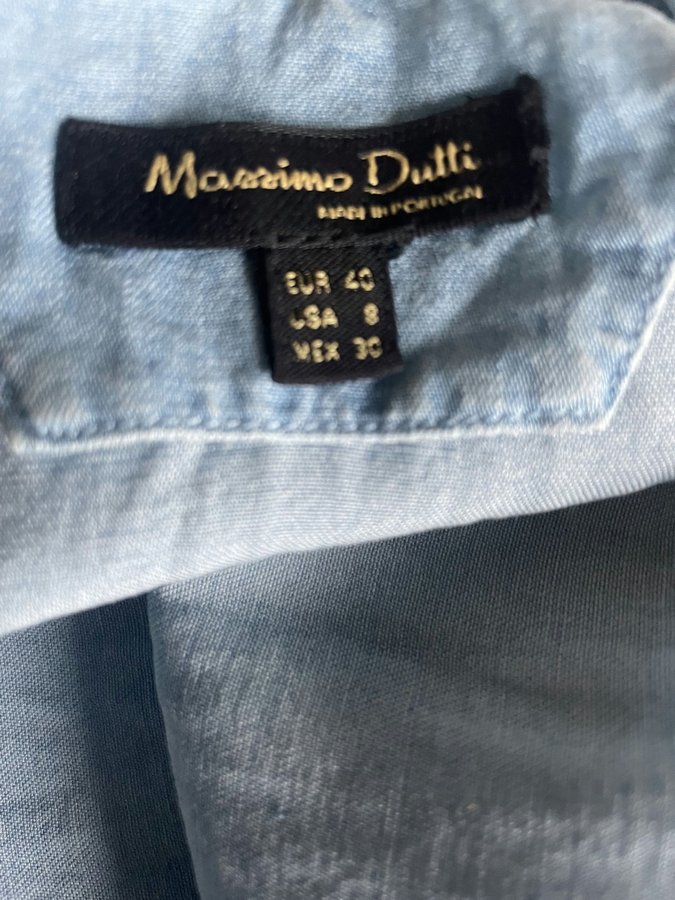 Massimo Dutti
MADE IN PORTUGAL
EUR 40
USA 8
MEX 30